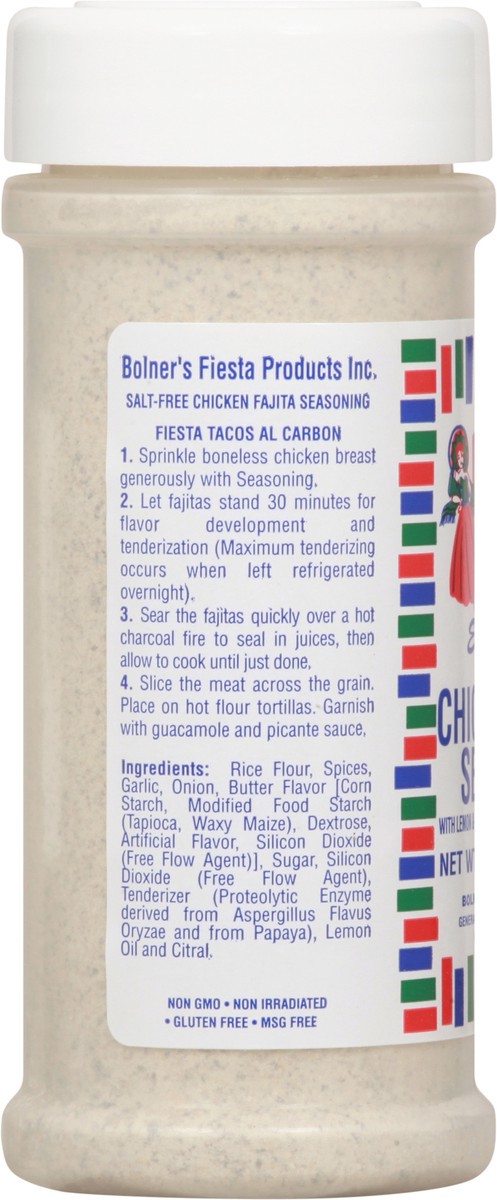 Bolner's Fiesta Products Inc.
SALT-FREE CHICKEN FAJITA SEASONING
FIESTA TACOS AL CARBON
1. Sprinkle boneless chicken breast
generously with Seasoning.
2. Let fajitas stand 30 minutes for
flavor development and
tenderization (Maximum tenderizing
occurs when left refrigerated
overnight).
3. Sear the fajitas quickly over a hot
charcoal fire to seal in juices, then
allow to cook until just done.
4. Slice the meat across the grain.
Place on hot flour tortillas. Garnish
with guacamole and picante sauce.
Ingredients: Rice Flour, Spices,
Garlic, Onion, Butter Flavor [Corn
Starch, Modified Food Starch
(Tapioca, Waxy Maize), Dextrose,
Artificial Flavor, Silicon Dioxide
(Free Flow Agent)], Sugar, Silicon
Dioxide (Free Flow Agent),
Tenderizer (Proteolytic Enzyme
derived from Aspergillus Flavus
Oryzae and from Papaya), Lemon
Oil and Citral.
NON GMO • NON IRRADIATED
• GLUTEN FREE • MSG FREE
WITH LEMON
NET